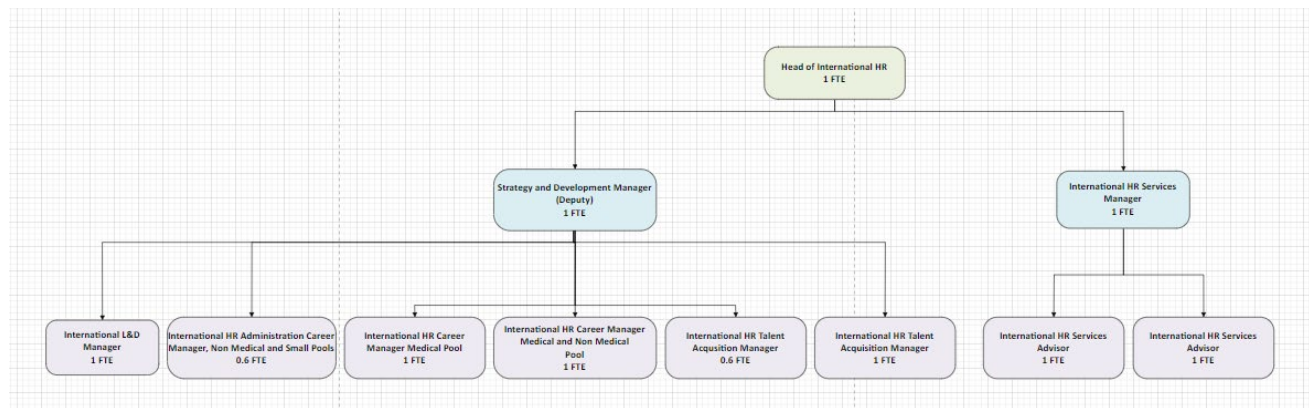 Head of International HR
1 FTE
Strategy and Development Manager
(Deputy)
1 FTE
International HR Services
Manager
1 FTE
International L&D
Manager
1 FTE
International HR Administration Career
Manager, Non Medical and Small Pools
0.6 FTE
International HR Career
Manager Medical Pool
1 FTE
International HR Career Manager
Medical and Non Medical
Pool
1 FTE
International HR Talent
Acqusition Manager
0.6 FTE
International HR Talent
Acquisition Manager
1 FTE
International HR Services
Advisor
1 FTE
International HR Services
Advisor
1 FTE